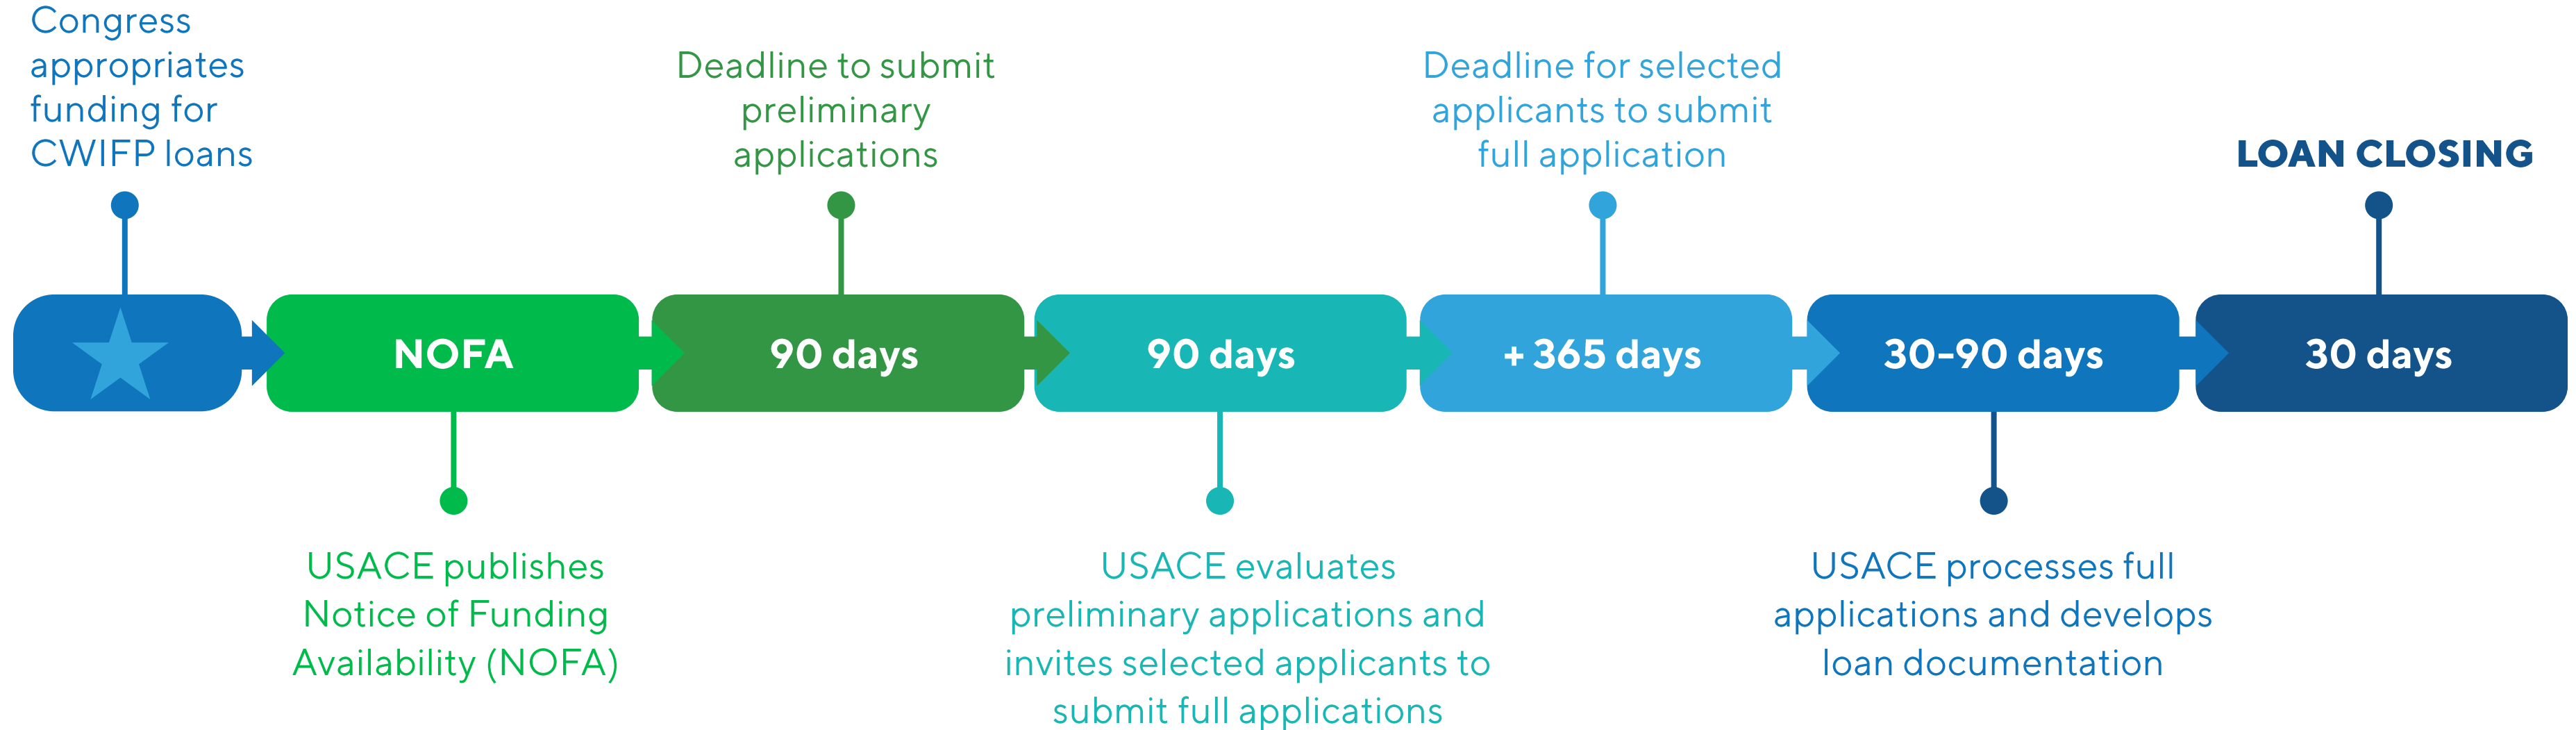 Congress
appropriates
funding for
CWIFP loans
Deadline to submit
preliminary
applications
Deadline for selected
applicants to submit
full application
LOAN CLOSING
NOFA
90 days
90 days
+ 365 days
30-90 days
30 days
USACE publishes
Notice of Funding
Availability (NOFA)
USACE evaluates
preliminary applications and
invites selected applicants to
submit full applications
USACE processes full
applications and develops
loan documentation